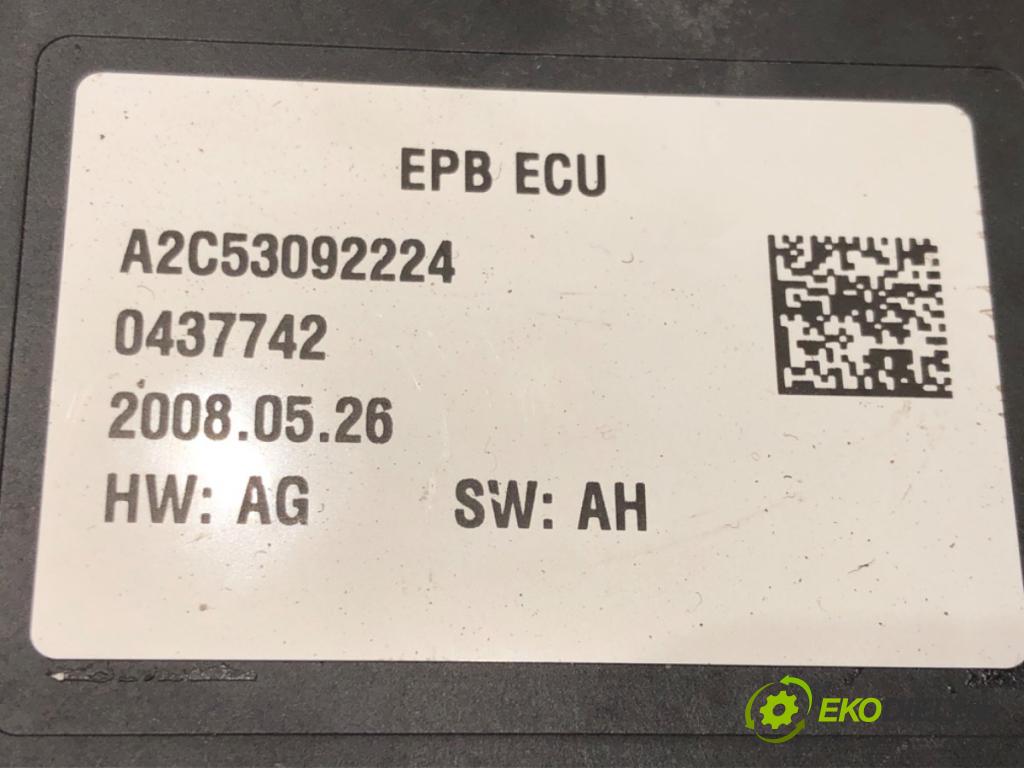 EPB ECU
A2C53092224
0437742
2008.05.26
HW: AG SW: AH
EKO